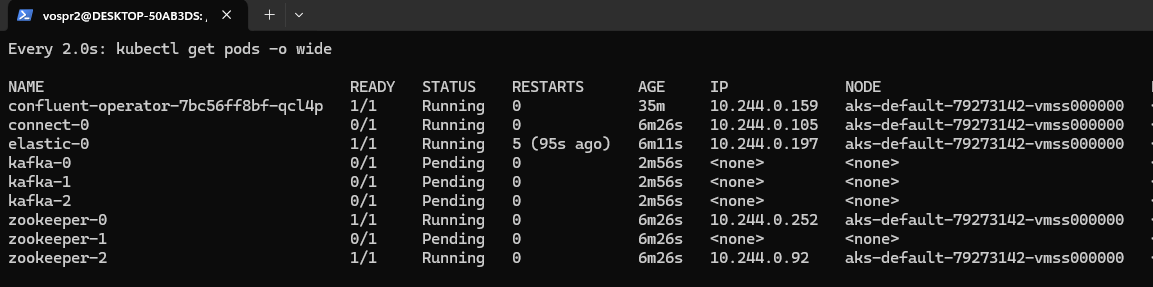 vospr2@DESKTOP-50AB3DS: .
Every 2.0s: kubectl get pods -o wide
NAME READY STATUS RESTARTS AGE IP NODE
confluent-operator-7bc56ff8bf-qcl4p 1/1 Running 0 35m 10.244.0.159 aks-default-79273142-vmss000000
connect-0 0/1 Running 0 6m26s 10.244.0.105 aks-default-79273142-vmss000000
elastic-0 1/1 Running 5 (95s ago) 6m11s 10.244.0.197 aks-default-79273142-vmss000000
kafka-0 0/1 Pending 0 2m56s <none> <none>
kafka-1 0/1 Pending 0 2m56s <none> <none>
kafka-2 0/1 Pending 0 2m56s <none> <none>
zookeeper-0 1/1 Running 0 6m26s 10.244.0.252 aks-default-79273142-vmss000000
zookeeper-1 0/1 Pending 0 6m26s <none> <none>
zookeeper-2 1/1 Running 0 6m26s 10.244.0.92 aks-default-79273142-vmss000000